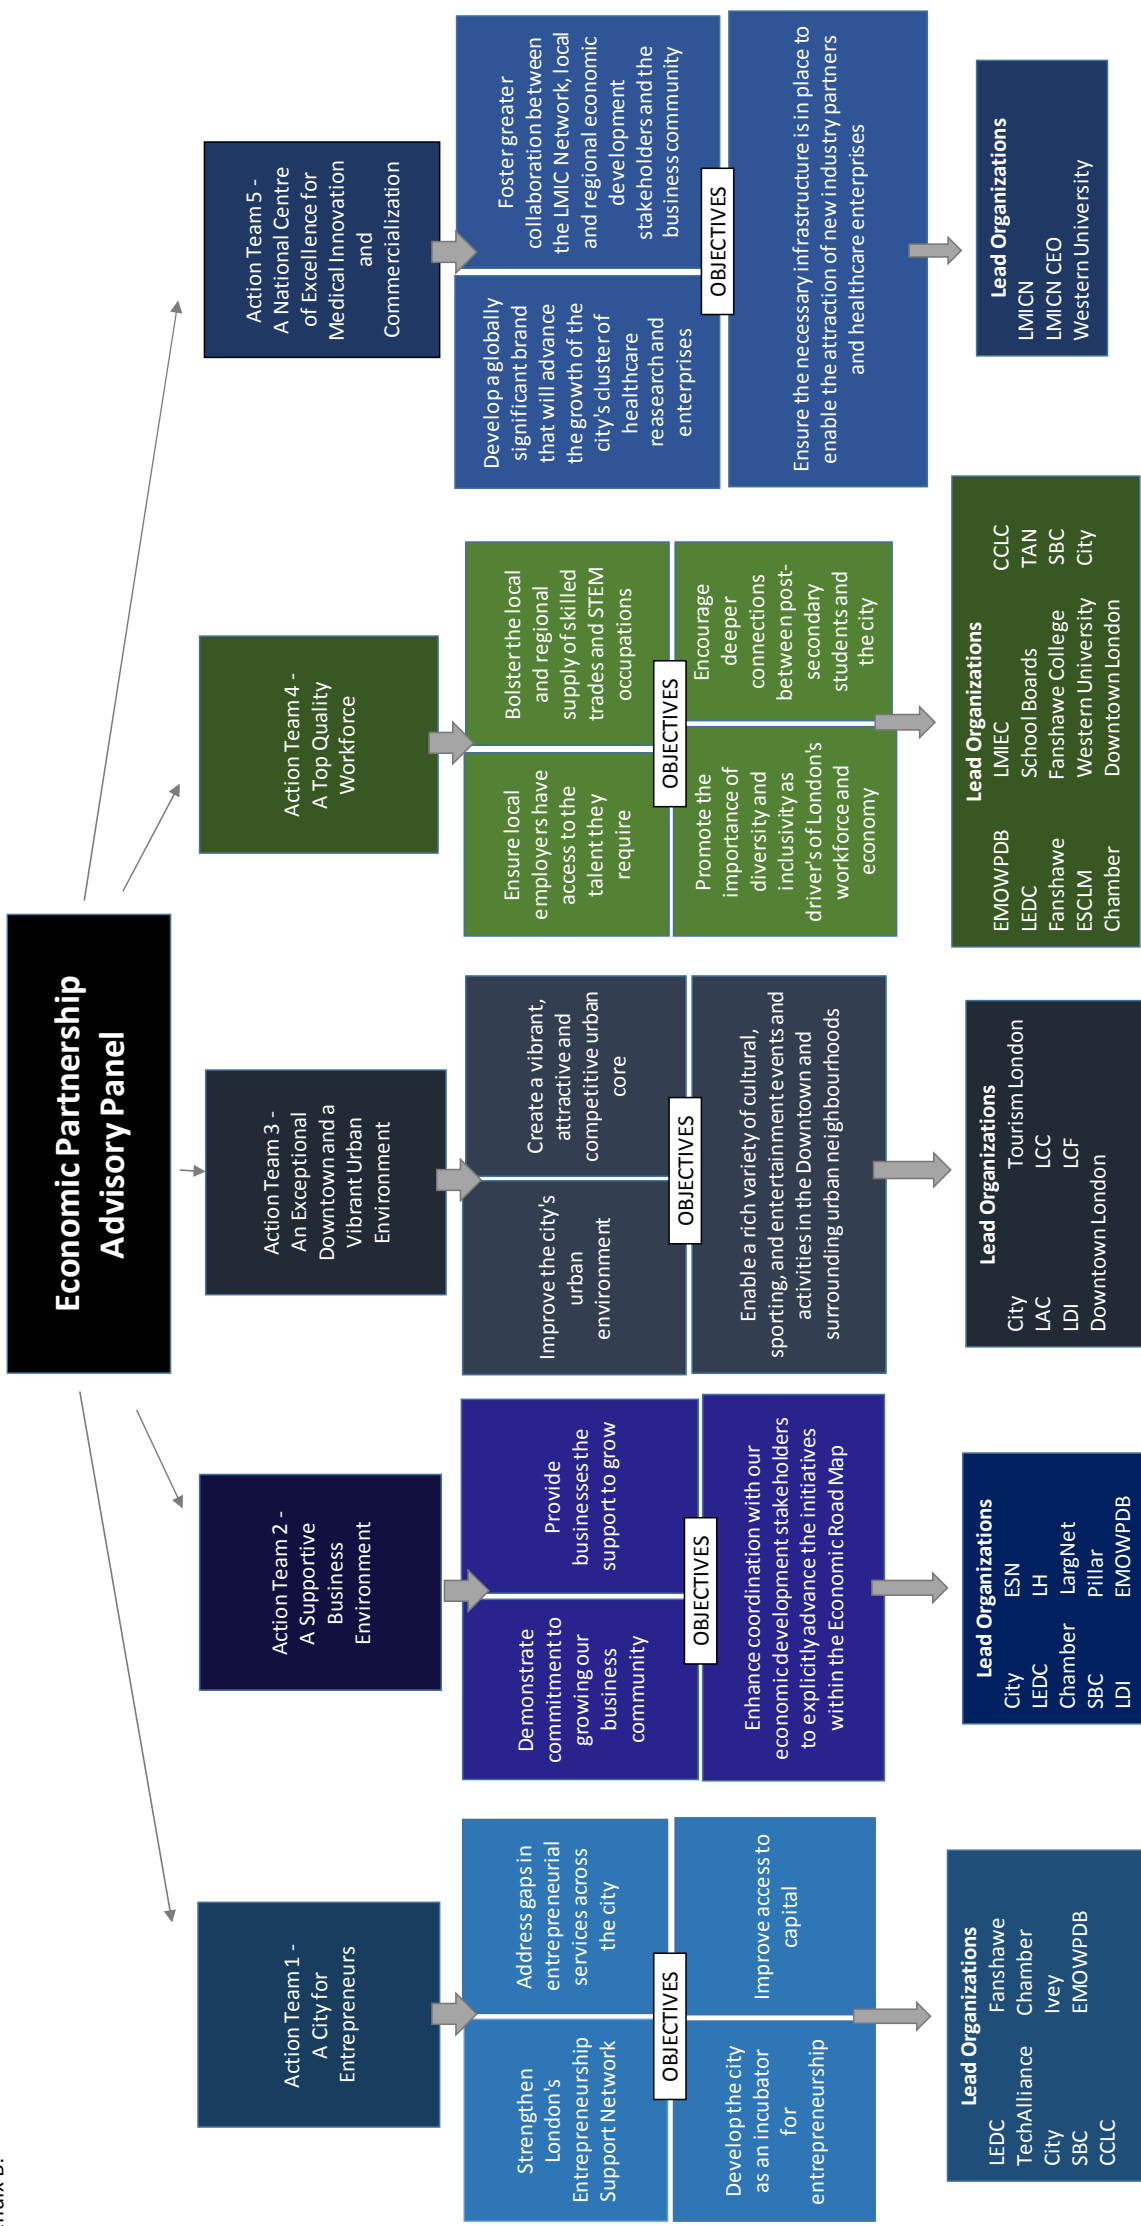 Economic Partnership
Advisory Panel
Action Team 1 -
A City for
Entrepreneurs
Strengthen
London's
Entrepreneurship
Support Network
Address gaps in
entrepreneurial
services across
the city
OBJECTIVES
Develop the city
as an incubator
for
entrepreneurship
Improve access to
capital
Lead Organizations
LEDC Fanshawe
TechAlliance Chamber
City Ivey
SBC EMOWPDB
CCLC
Action Team 2 -
A Supportive
Business
Environment
Demonstrate
commitment to
growing our
business
community
Provide
businesses the
support to grow
OBJECTIVES
Enhance coordination with our
economic development stakeholders
to explicitly advance the initiatives
within the Economic Road Map
Lead Organizations
City ESN
LEDC LH
Chamber LargNet
SBC Pillar
LDI EMOWPDB
Action Team 3 -
An Exceptional
Downtown and a
Vibrant Urban
Environment
Improve the city's
urban
environment
Create a vibrant,
attractive and
competitive urban
core
OBJECTIVES
Enable a rich variety of cultural,
sporting, and entertainment events and
activities in the Downtown and
surrounding urban neighbourhoods
Lead Organizations
City Tourism London
LAC LCC
LDI LCF
Downtown London
Action Team 4 -
A Top Quality
Workforce
Ensure local
employers have
access to the
talent they
require
Bolster the local
and regional
supply of skilled
trades and STEM
occupations
OBJECTIVES
Promote the
importance of
diversity and
inclusivity as
driver's of London's
workforce and
economy
Encourage
deeper
connections
between post-
secondary
students and
the city
Lead Organizations
EMOWPDB LMIEC CCLC
LEDC School Boards TAN
Fanshawe Fanshawe College SBC
ESCLM Western University City
Chamber Downtown London
Action Team 5 -
A National Centre
of Excellence for
Medical Innovation
and
Commercialization
Develop a globally
significant brand
that will advance
the growth of the
city's cluster of
healthcare
reasearch and
enterprises
Foster greater
collaboration between
the LMIC Network, local
and regional economic
development
stakeholders and the
business community
OBJECTIVES
Ensure the necessary infrastructure is in place to
enable the attraction of new industry partners
and healthcare enterprises
Lead Organizations
LMICN
LMICN CEO
Western University